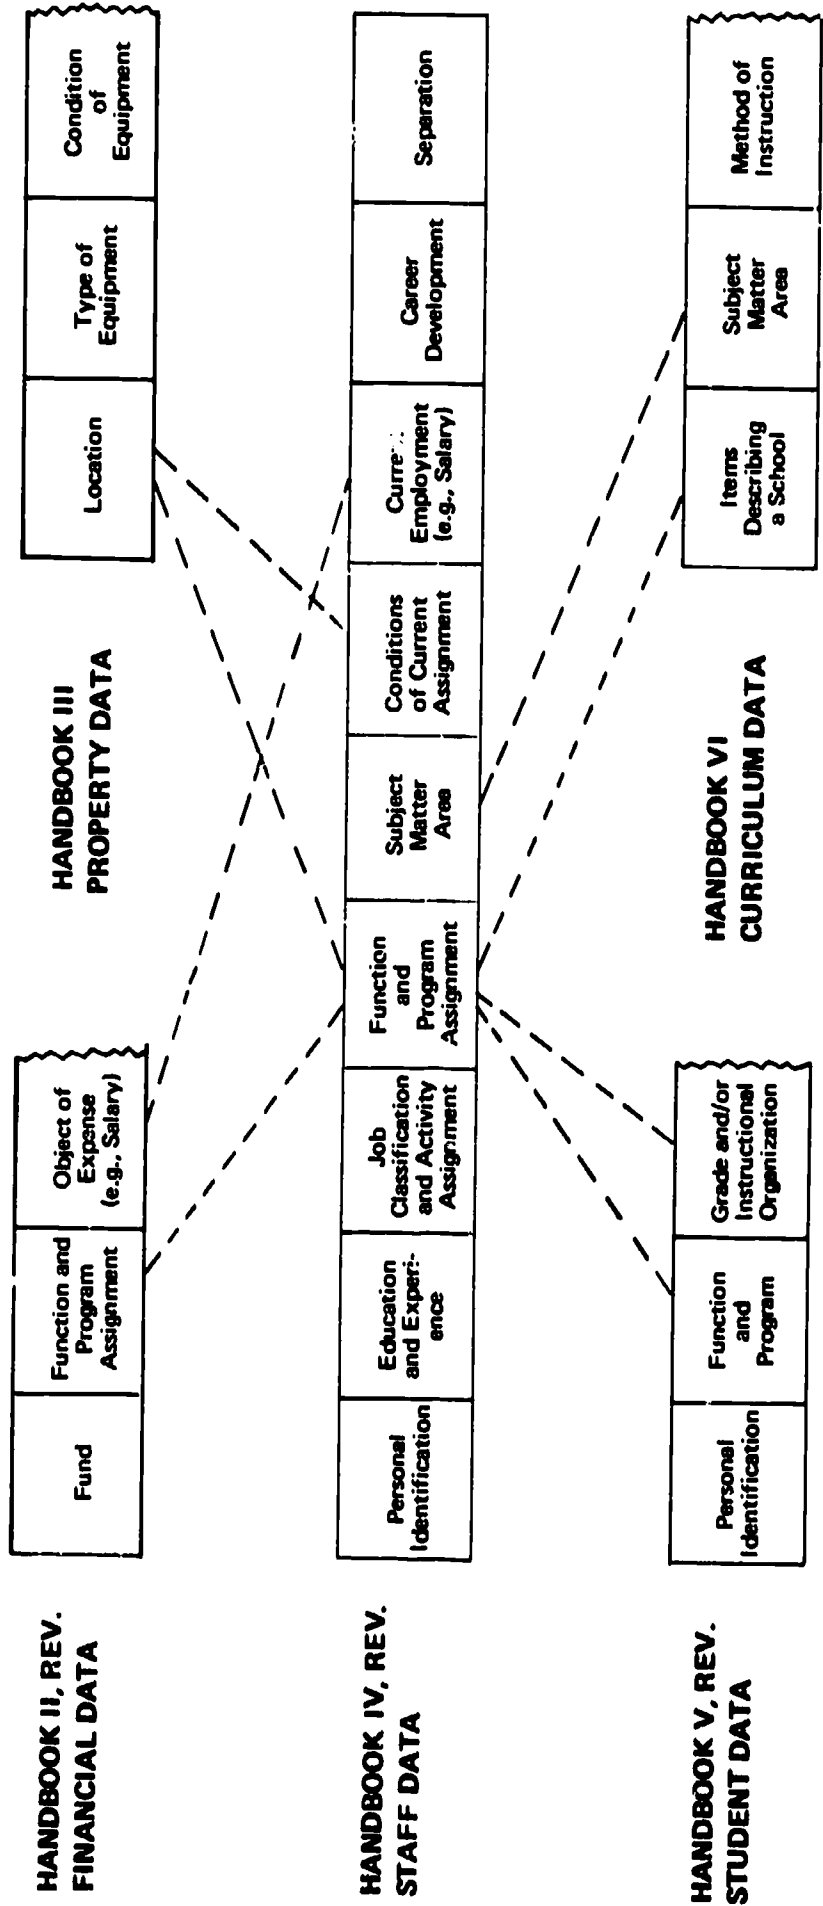 HANDBOOK II, REV.
FINANCIAL DATA
Fund
Function and
Program
Assignment
Object of
Expense
(e.g., Salary)
HANDBOOK III
PROPERTY DATA
Location
Type of
Equipment
Condition
of
Equipment
HANDBOOK IV, REV.
STAFF DATA
Personal
Identification
Education
and Experi-
ence
Job
Classification
and Activity
Assignment
Function
and
Program
Assignment
Subject
Matter
Area
Conditions
of Current
Assignment
Current
Employment
(e.g., Salary)
Career
Development
Separation
HANDBOOK V, REV.
STUDENT DATA
Personal
Identification
Function
and
Program
Grade and/or
Instructional
Organization
HANDBOOK VI
CURRICULUM DATA
Items
Describing
a School
Subject
Matter
Area
Method of
Instruction